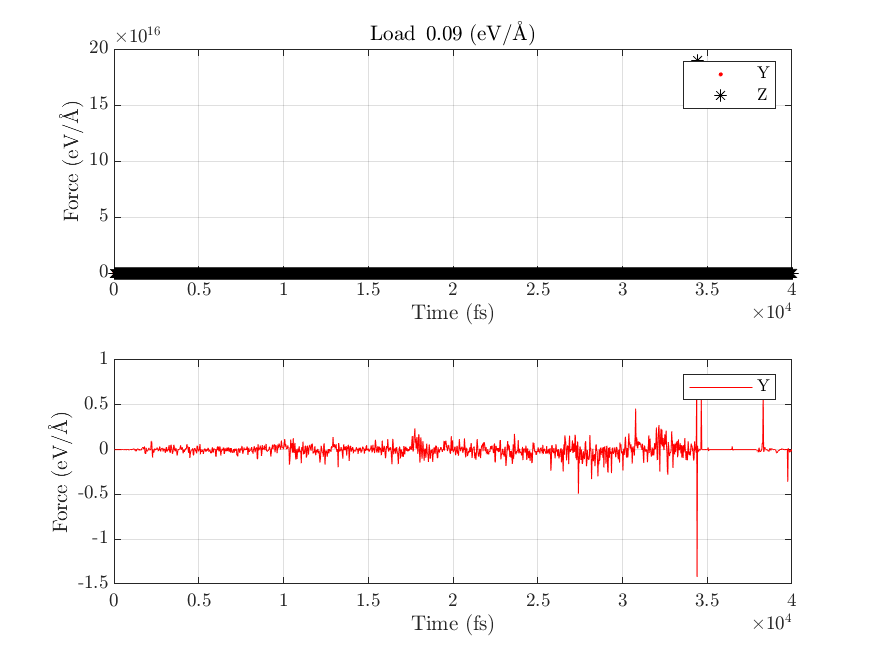 Load 0.09 (eV/Å)
×10^16
20
15
10
5
0
Force (eV/Å)
Y
Z
0 0.5 1 1.5 2 2.5 3 3.5 4
Time (fs)
×10^4
1
0.5
0
-0.5
-1
-1.5
Force (eV/Å)
Y
0 0.5 1 1.5 2 2.5 3 3.5 4
Time (fs)
×10^4